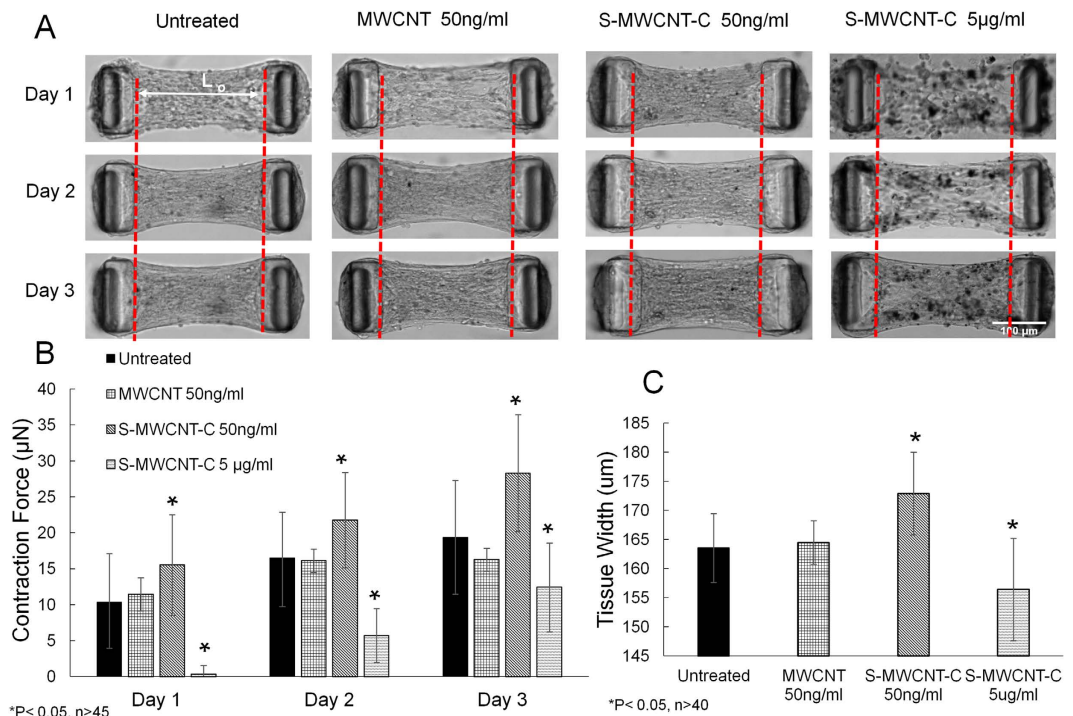 A
Untreated
MWCNT 50ng/ml
S-MWCNT-C 50ng/ml
S-MWCNT-C 5µg/ml
Day 1
L o
Day 2
Day 3
100 µm
B
Untreated
MWCNT 50ng/ml
S-MWCNT-C 50ng/ml
S-MWCNT-C 5 µg/ml
Contraction Force (µN)
40
35
30
25
20
15
10
5
0
*
*
*
*
*
*
Day 1
Day 2
Day 3
*P< 0.05, n>45
C
Tissue Width (um)
185
180
175
170
165
160
155
150
145
*
*
Untreated
MWCNT
50ng/ml
S-MWCNT-C
50ng/ml
S-MWCNT-C
5ug/ml
*P< 0.05, n>40